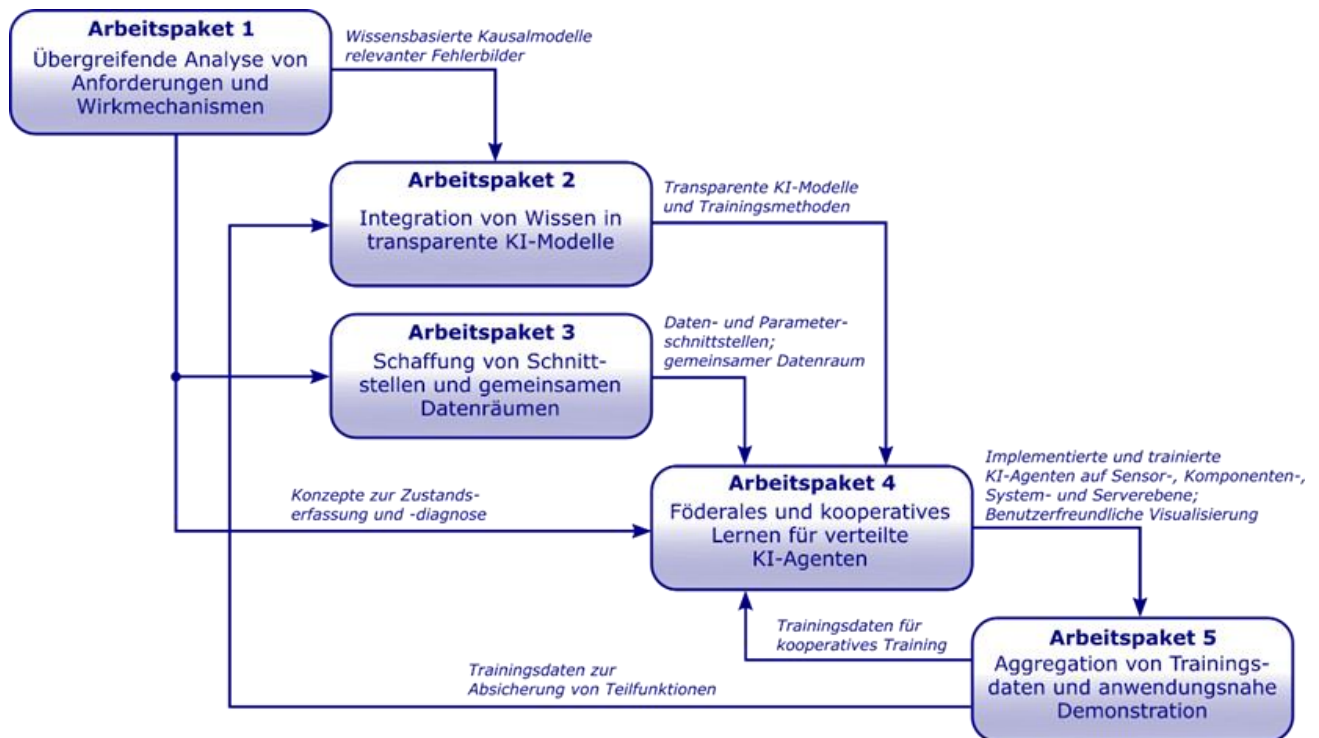 Arbeitspaket 1
Übergreifende Analyse von
Anforderungen und
Wirkmechanismen
Wissensbasierte Kausalmodelle
relevanter Fehlerbilder
Arbeitspaket 2
Integration von Wissen in
transparente KI-Modelle
Transparente KI-Modelle
und Trainingsmethoden
Arbeitspaket 3
Schaffung von Schnitt-
stellen und gemeinsamen
Datenräumen
Daten- und Parameter-
schnittstellen;
gemeinsamer Datenraum
Konzepte zur Zustands-
erfassung und -diagnose
Arbeitspaket 4
Föderales und kooperatives
Lernen für verteilte
KI-Agenten
Implementierte und trainierte
KI-Agenten auf Sensor-, Komponenten-,
System- und Serverebene;
Benutzerfreundliche Visualisierung
Trainingsdaten für
kooperatives Training
Trainingsdaten zur
Absicherung von Teilfunktionen
Arbeitspaket 5
Aggregation von Trainings-
daten und anwendungsnahe
Demonstration